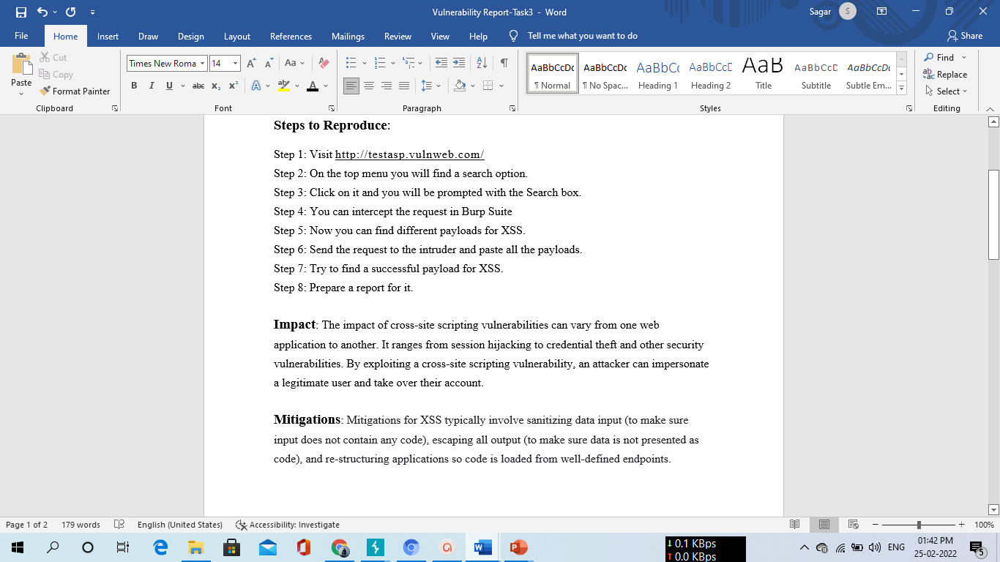 Vulnerability Report-Task3 - Word
Sagar
S
File Home Insert Draw Design Layout References Mailings Review View Help Tell me what you want to do
Share
Paste
Cut
Copy
Format Painter
Clipboard
Times New Roma
14
Aa
B I U abc x₂ x²
A
Font
Paragraph
AaBbCcDc
¶ Normal
AaBbCcDc
¶ No Spac...
AaBbC(
Heading 1
AaBbCcE
Heading 2
AaB
Title
AaBbCcD
Subtitle
AaBbCcDt
Subtle Em...
Styles
Find
Replace
Select
Editing
Steps to Reproduce:
Step 1: Visit http://testasp.vulnweb.com/
Step 2: On the top menu you will find a search option.
Step 3: Click on it and you will be prompted with the Search box.
Step 4: You can intercept the request in Burp Suite
Step 5: Now you can find different payloads for XSS.
Step 6: Send the request to the intruder and paste all the payloads.
Step 7: Try to find a successful payload for XSS.
Step 8: Prepare a report for it.
Impact: The impact of cross-site scripting vulnerabilities can vary from one web
application to another. It ranges from session hijacking to credential theft and other security
vulnerabilities. By exploiting a cross-site scripting vulnerability, an attacker can impersonate
a legitimate user and take over their account.
Mitigations: Mitigations for XSS typically involve sanitizing data input (to make sure
input does not contain any code), escaping all output (to make sure data is not presented as
code), and re-structuring applications so code is loaded from well-defined endpoints.
Page 1 of 2 179 words English (United States) Accessibility: Investigate
100%
0.1 KBps
0.0 KBps
ENG
01:42 PM
25-02-2022
5